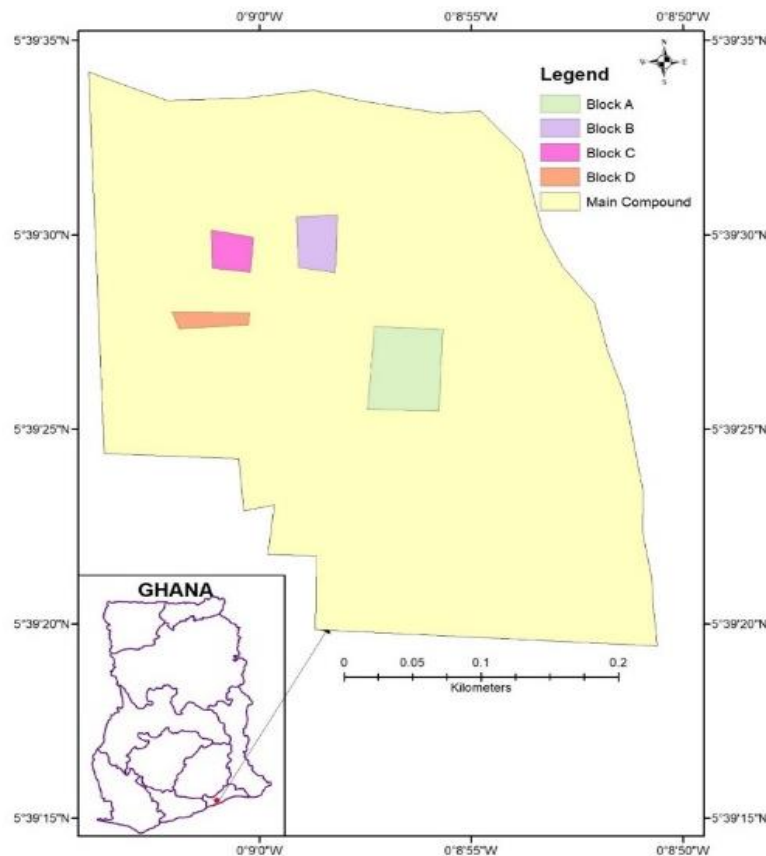 0°9'0"W 0°8'55"W 0°8'50"W
5°39'35"N 5°39'35"N
N
W E
S
Legend
Block A
Block B
Block C
Block D
Main Compound
5°39'30"N 5°39'30"N
5°39'25"N 5°39'25"N
5°39'20"N 5°39'20"N
0 0.05 0.1 0.2
Kilometers
GHANA
5°39'15"N 5°39'15"N
0°9'0"W 0°8'55"W 0°8'50"W